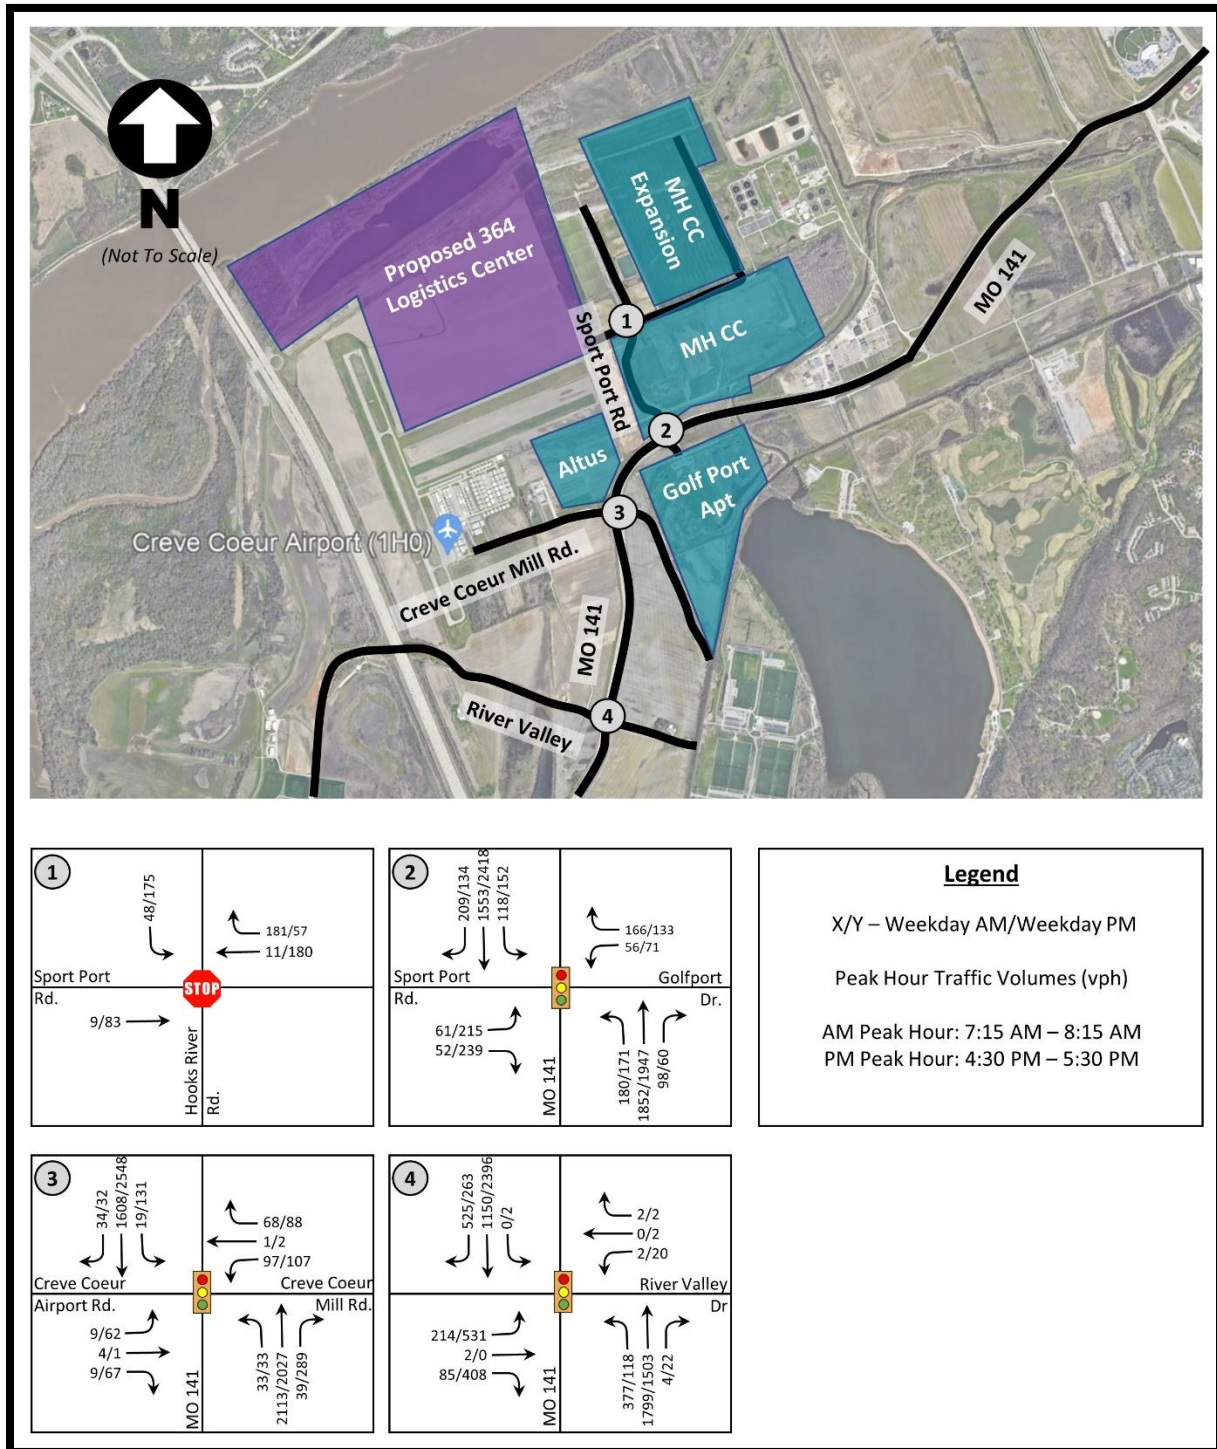 N
(Not To Scale)
Proposed 364
Logistics Center
MH CC
Expansion
MO 141
1
Sport Port Rd
MH CC
2
Altus
Golf Port
Apt
3
Creve Coeur Airport (1H0)
Creve Coeur Mill Rd.
MO 141
4
River Valley
1
48/175
181/57
11/180
Sport Port
Rd.
STOP
9/83
Hooks River
Rd.
2
209/134
1553/2418
118/152
166/133
56/71
Sport Port
Rd.
Golfport
Dr.
61/215
52/239
MO 141
180/171
1852/1947
98/60
Legend
X/Y – Weekday AM/Weekday PM
Peak Hour Traffic Volumes (vph)
AM Peak Hour: 7:15 AM – 8:15 AM
PM Peak Hour: 4:30 PM – 5:30 PM
3
34/32
1608/2548
19/131
68/88
1/2
97/107
Creve Coeur
Airport Rd.
Creve Coeur
Mill Rd.
9/62
4/1
9/67
MO 141
33/33
2113/2027
39/289
4
525/263
1150/2396
0/2
2/2
0/2
2/20
River Valley
Dr
214/531
2/0
85/408
MO 141
377/118
1799/1503
4/22